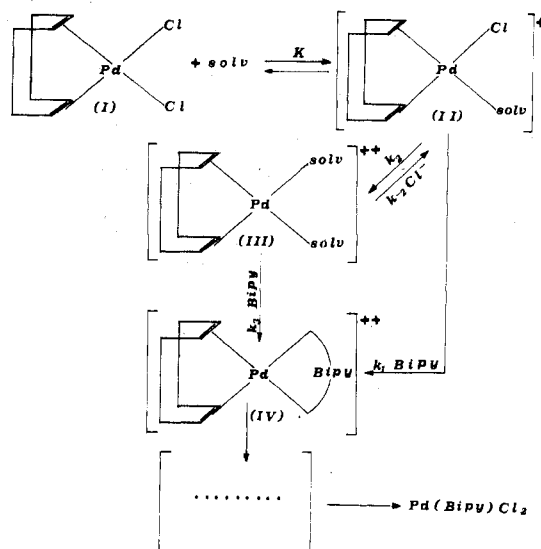 Cl
Pd + solv K
(I)
Cl
Cl +
Pd
(II)
solv
++
solv
Pd
(III)
solv
k₂
k₋₂Cl⁻
k₃ Bipy
++
Pd Bipy
(IV)
k₁ Bipy
.........
Pd(Bipy)Cl₂